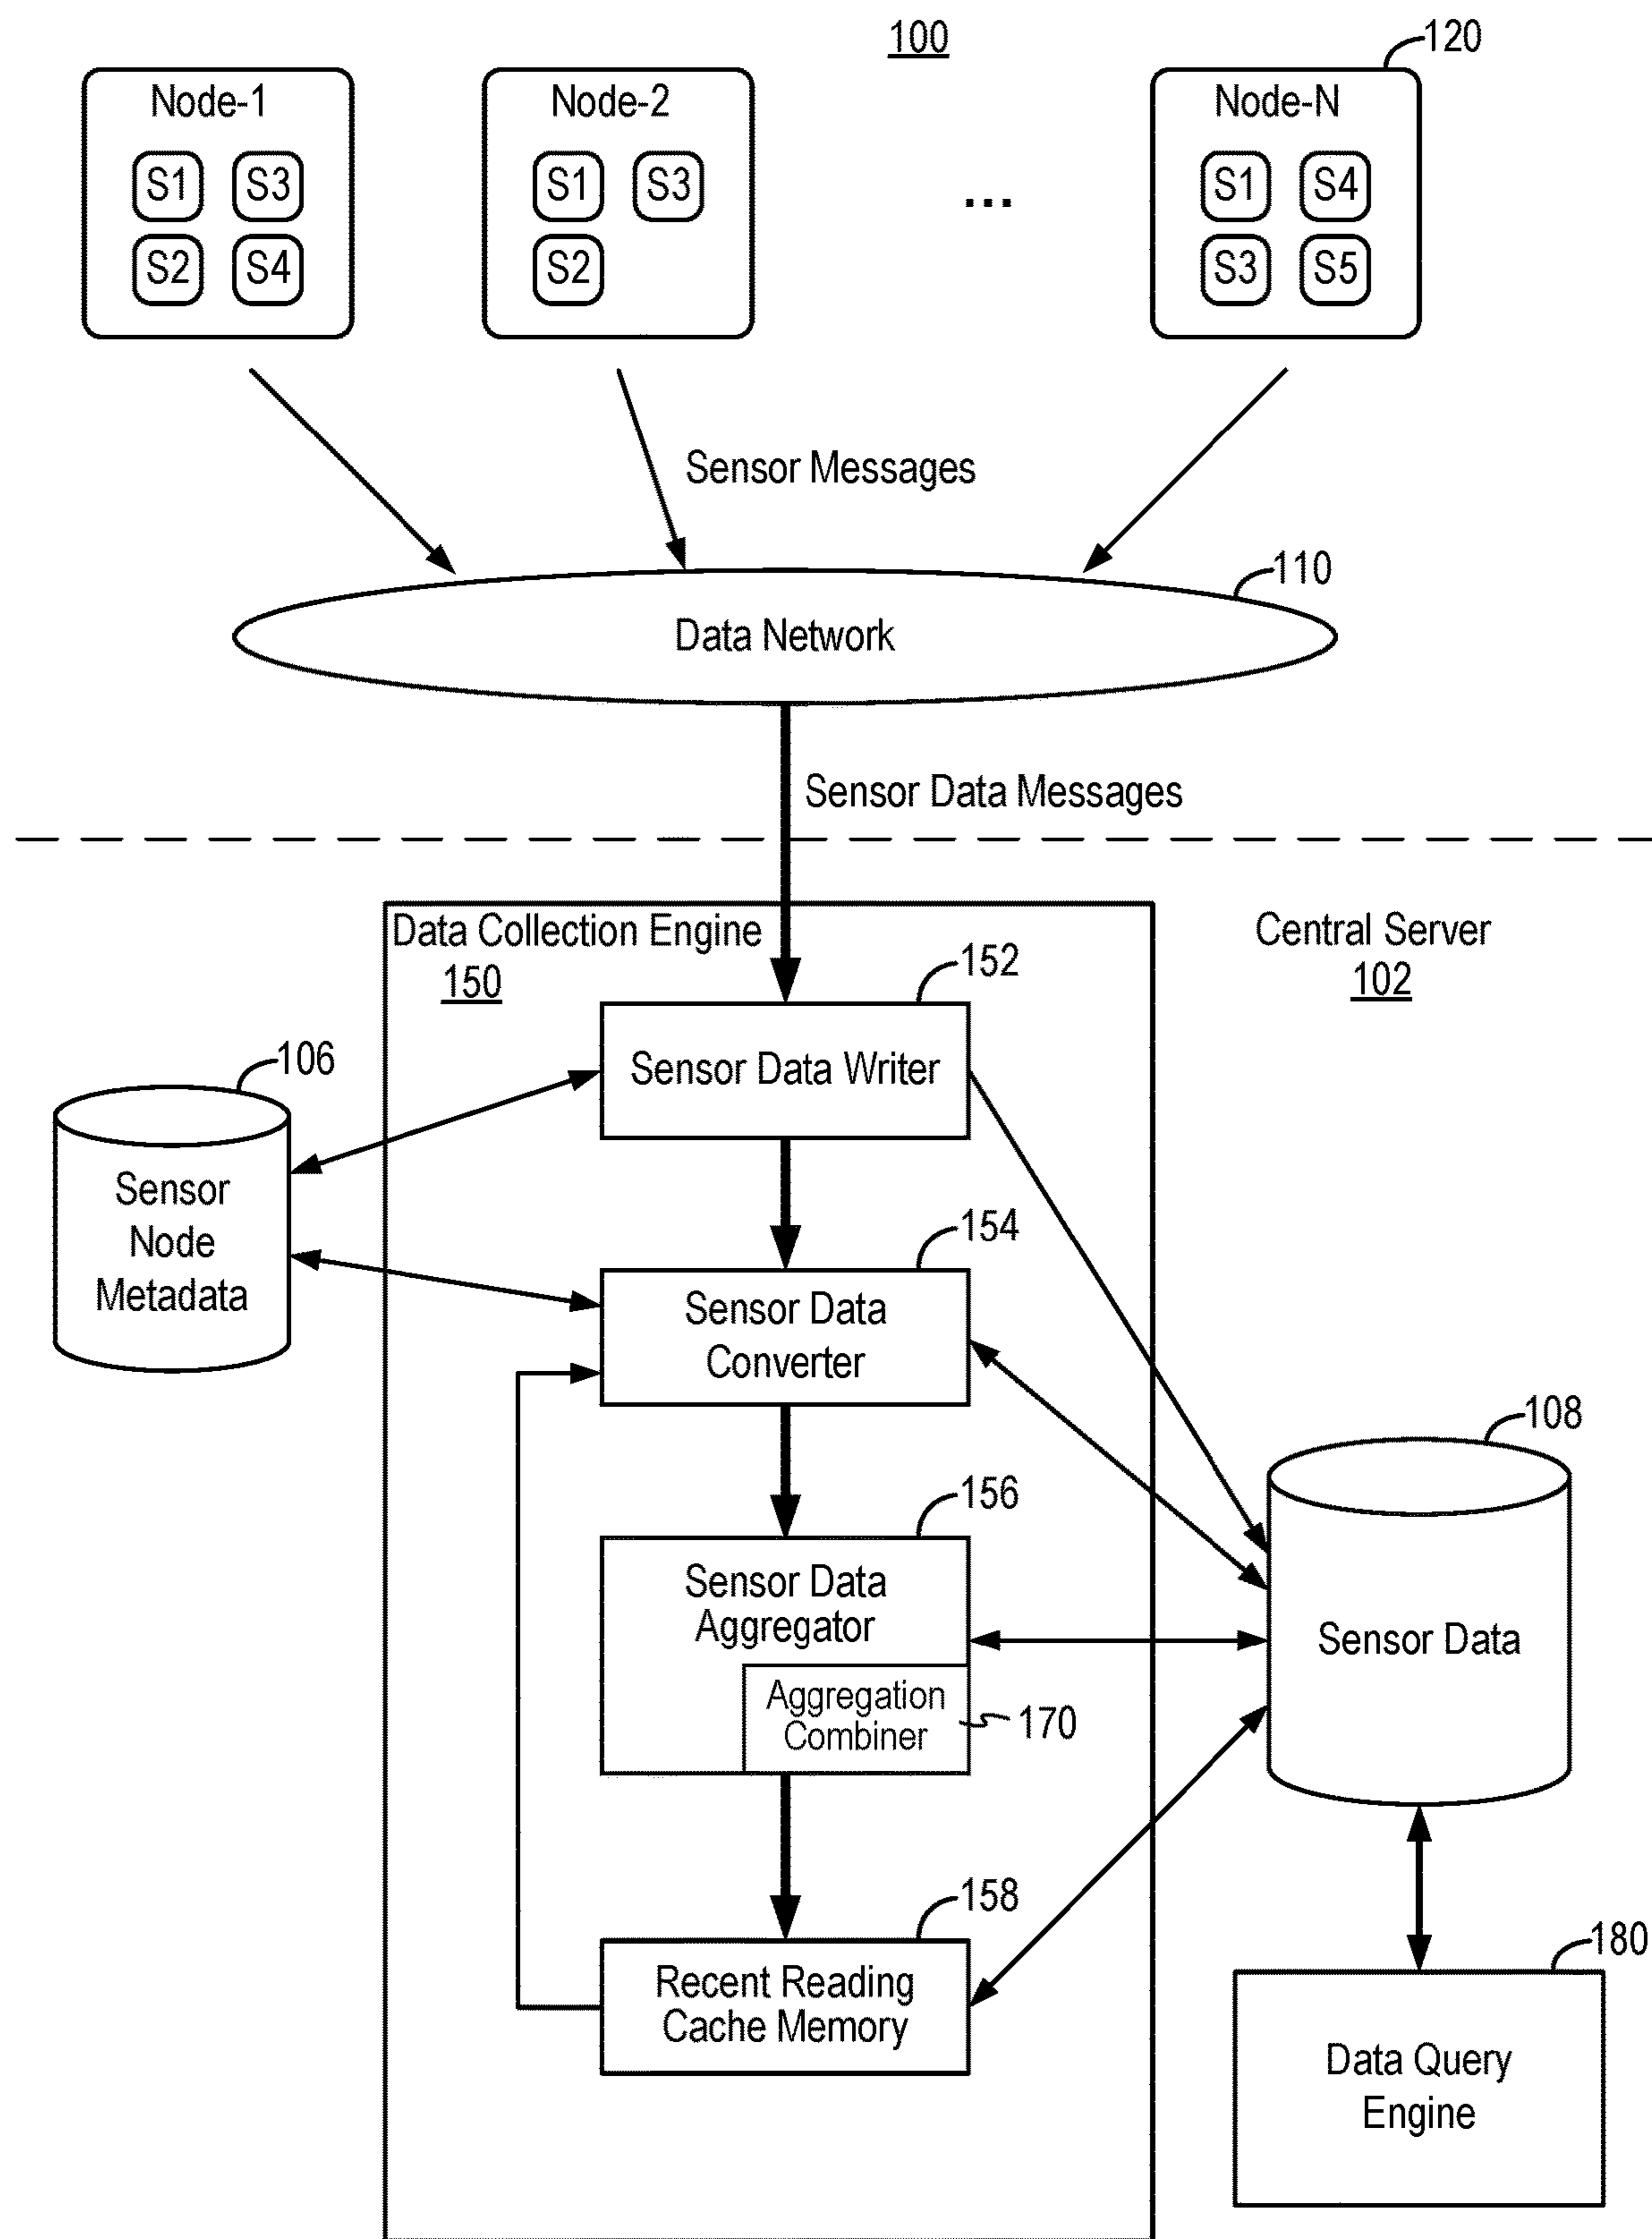 100
120
Node-1
S1 S3
S2 S4
Node-2
S1 S3
S2
...
Node-N
S1 S4
S3 S5
Sensor Messages
110
Data Network
Sensor Data Messages
Data Collection Engine
150
Central Server
102
152
Sensor Data Writer
106
Sensor
Node
Metadata
154
Sensor Data
Converter
108
Sensor Data
156
Sensor Data
Aggregator
Aggregation
Combiner
170
158
Recent Reading
Cache Memory
180
Data Query
Engine